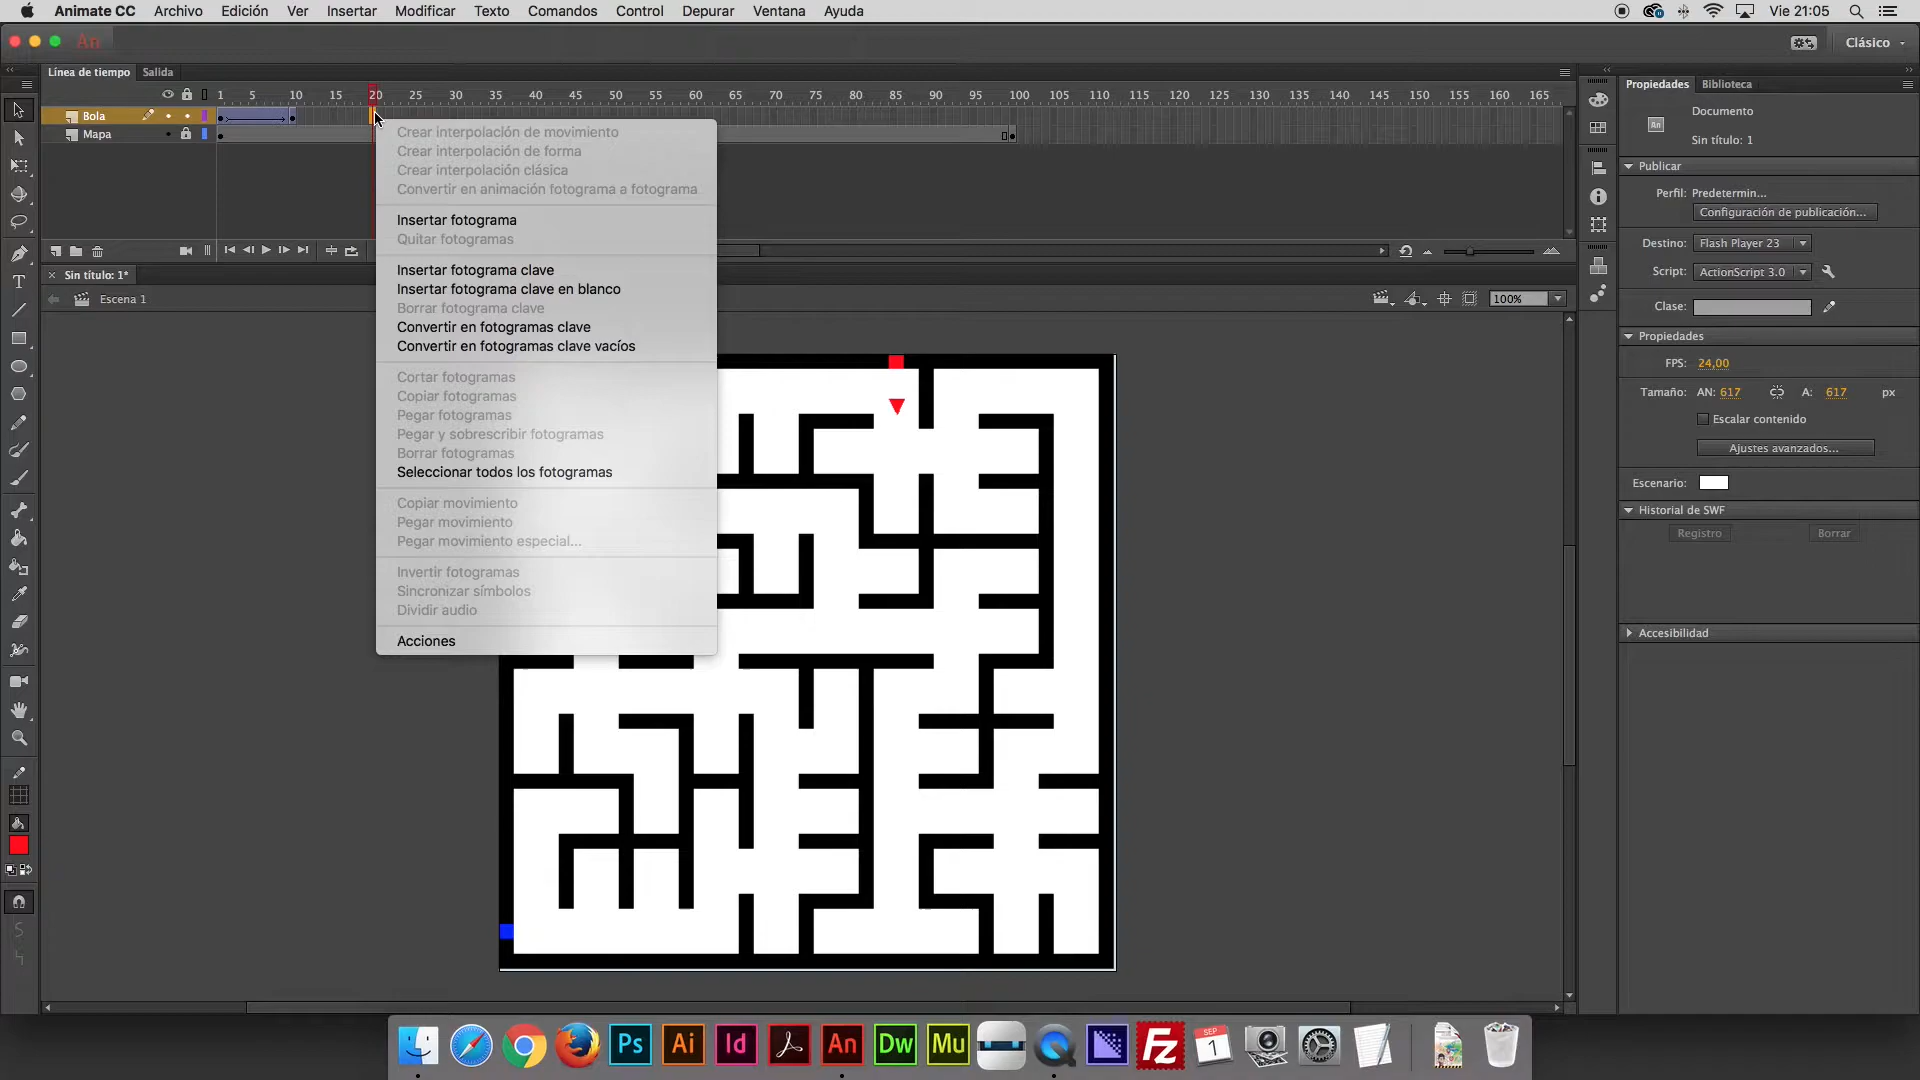 Animate CC Archivo Edición Ver Insertar Modificar Texto Comandos Control Depurar Ventana Ayuda Vie 21:05
An Clásico
Línea de tiempo Salida Propiedades Biblioteca
1 5 10 15 20 25 30 35 40 45 50 55 60 65 70 75 80 85 90 95 100 105 110 115 120 125 130 135 140 145 150 155 160 165
Bola
Mapa
Crear interpolación de movimiento
Crear interpolación de forma
Crear interpolación clásica
Convertir en animación fotograma a fotograma
Insertar fotograma
Quitar fotogramas
Insertar fotograma clave
Insertar fotograma clave en blanco
Borrar fotograma clave
Convertir en fotogramas clave
Convertir en fotogramas clave vacíos
Cortar fotogramas
Copiar fotogramas
Pegar fotogramas
Pegar y sobrescribir fotogramas
Borrar fotogramas
Seleccionar todos los fotogramas
Copiar movimiento
Pegar movimiento
Pegar movimiento especial...
Invertir fotogramas
Sincronizar símbolos
Dividir audio
Acciones
Sin título: 1*
Escena 1
100%
An
Documento
Sin título: 1
Publicar
Perfil: Predetermin...
Configuración de publicación...
Destino: Flash Player 23
Script: ActionScript 3.0
Clase:
Propiedades
FPS: 24,00
Tamaño: AN: 617 A: 617 px
Escalar contenido
Ajustes avanzados...
Escenario:
Historial de SWF
Registro Borrar
Accesibilidad
T
Ps Ai Id An Dw Mu Fz SEP
1